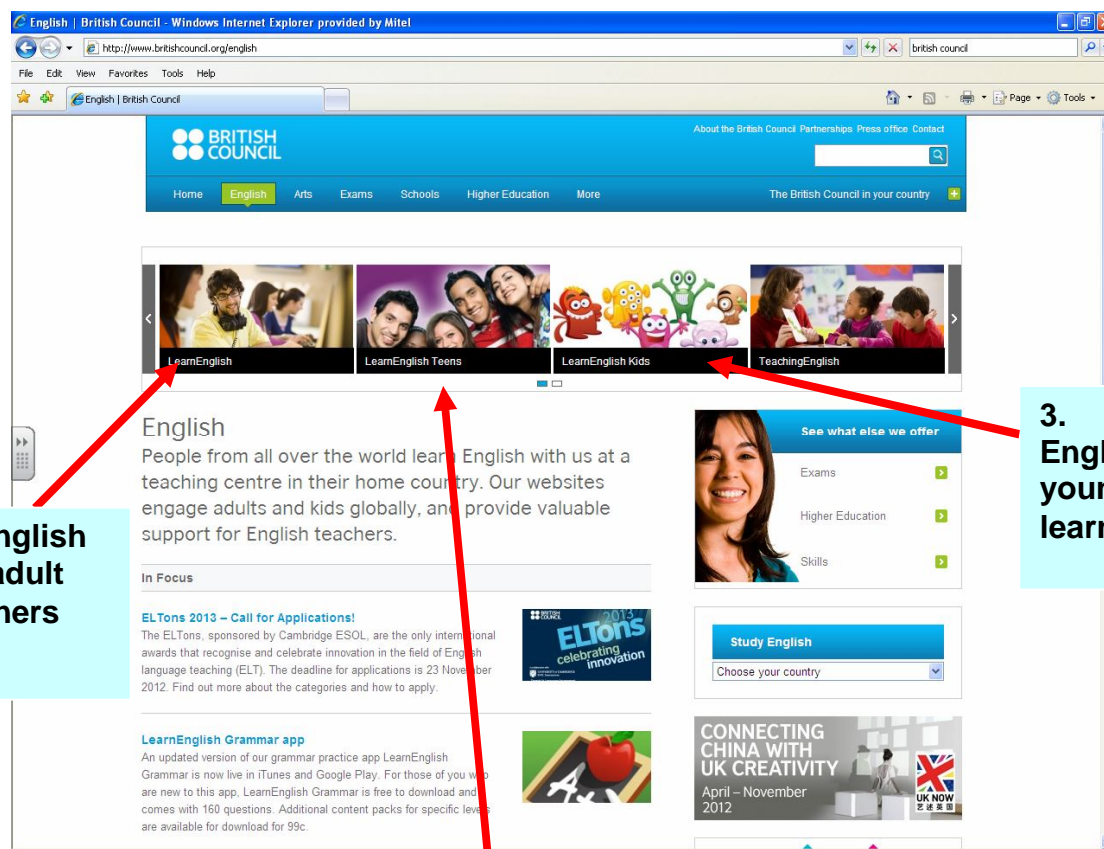 English | British Council - Windows Internet Explorer provided by Mitel
http://www.britishcouncil.org/english
british council
File Edit View Favorites Tools Help
English | British Council
Page Tools
BRITISH
COUNCIL
About the British Council Partnerships Press office Contact
Home English Arts Exams Schools Higher Education More
The British Council in your country
LearnEnglish
LearnEnglish Teens
LearnEnglish Kids
TeachingEnglish
3.
English
People from all over the world learn English with us at a
teaching centre in their home country. Our websites
engage adults and kids globally, and provide valuable
support for English teachers.
See what else we offer
Exams
Higher Education
Skills
adult
In Focus
ELTons 2013 – Call for Applications!
The ELTons, sponsored by Cambridge ESOL, are the only international
awards that recognise and celebrate innovation in the field of English
language teaching (ELT). The deadline for applications is 23 November
2012. Find out more about the categories and how to apply.
BRITISH
COUNCIL
2013
ELTons
celebrating
innovation
Study English
Choose your country
LearnEnglish Grammar app
An updated version of our grammar practice app LearnEnglish
Grammar is now live in iTunes and Google Play. For those of you who
are new to this app, LearnEnglish Grammar is free to download and
comes with 160 questions. Additional content packs for specific levels
are available for download for 99c.
A+
CONNECTING
CHINA WITH
UK CREATIVITY
April – November
2012
UK NOW
艺述英国